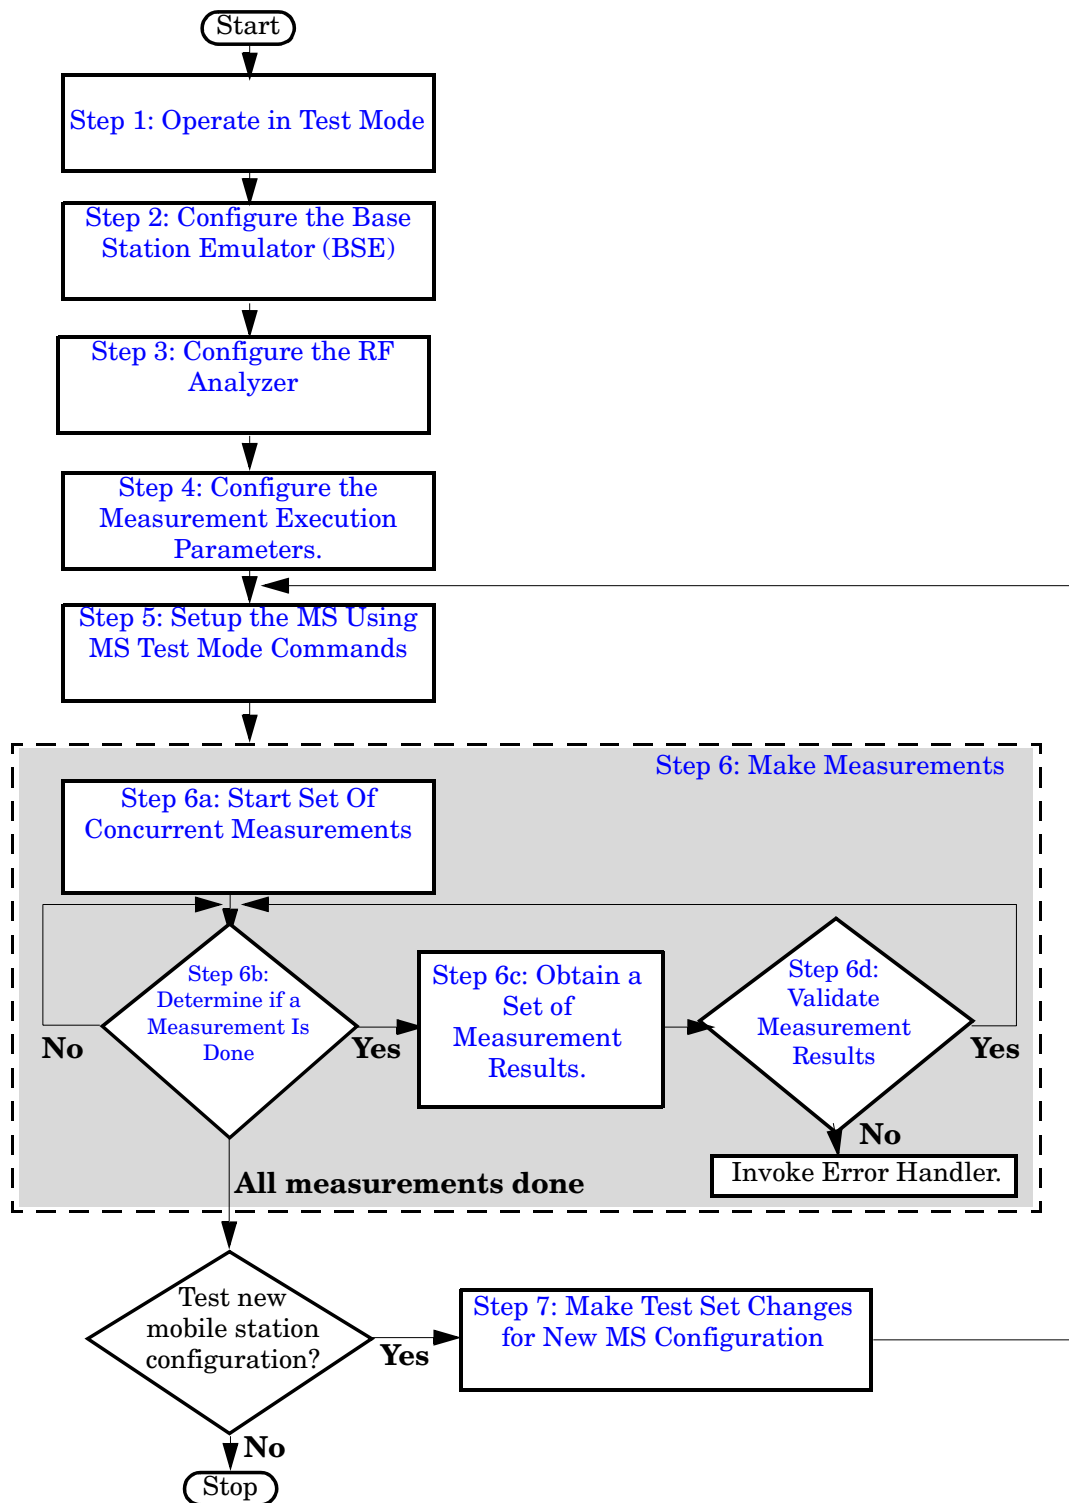 Start
Step 1: Operate in Test Mode
Step 2: Configure the Base
Station Emulator (BSE)
Step 3: Configure the RF
Analyzer
Step 4: Configure the
Measurement Execution
Parameters.
Step 5: Setup the MS Using
MS Test Mode Commands
Step 6: Make Measurements
Step 6a: Start Set Of
Concurrent Measurements
Step 6b:
Determine if a
Measurement Is
Done
No
Yes
Step 6c: Obtain a
Set of
Measurement
Results.
Step 6d:
Validate
Measurement
Results
Yes
No
Invoke Error Handler.
All measurements done
Test new
mobile station
configuration?
Yes
Step 7: Make Test Set Changes
for New MS Configuration
No
Stop